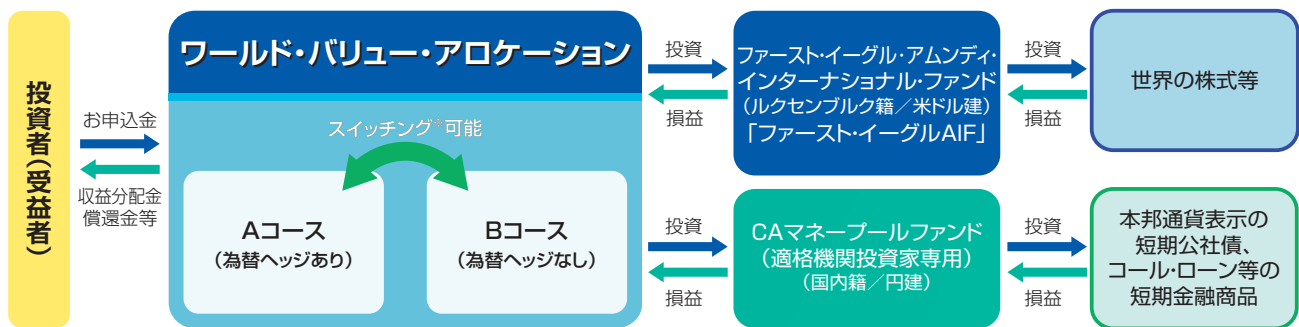 投資者(受益者)
お申込金
収益分配金
償還金等
ワールド・バリュー・アロケーション
スイッチング※可能
Aコース
(為替ヘッジあり)
Bコース
(為替ヘッジなし)
投資
損益
ファースト・イーグル・アムンディ・
インターナショナル・ファンド
(ルクセンブルク籍/米ドル建)
「ファースト・イーグルAIF」
投資
損益
世界の株式等
投資
損益
CAマネープールファンド
(適格機関投資家専用)
(国内籍/円建)
投資
損益
本邦通貨表示の
短期公社債、
コール・ローン等の
短期金融商品